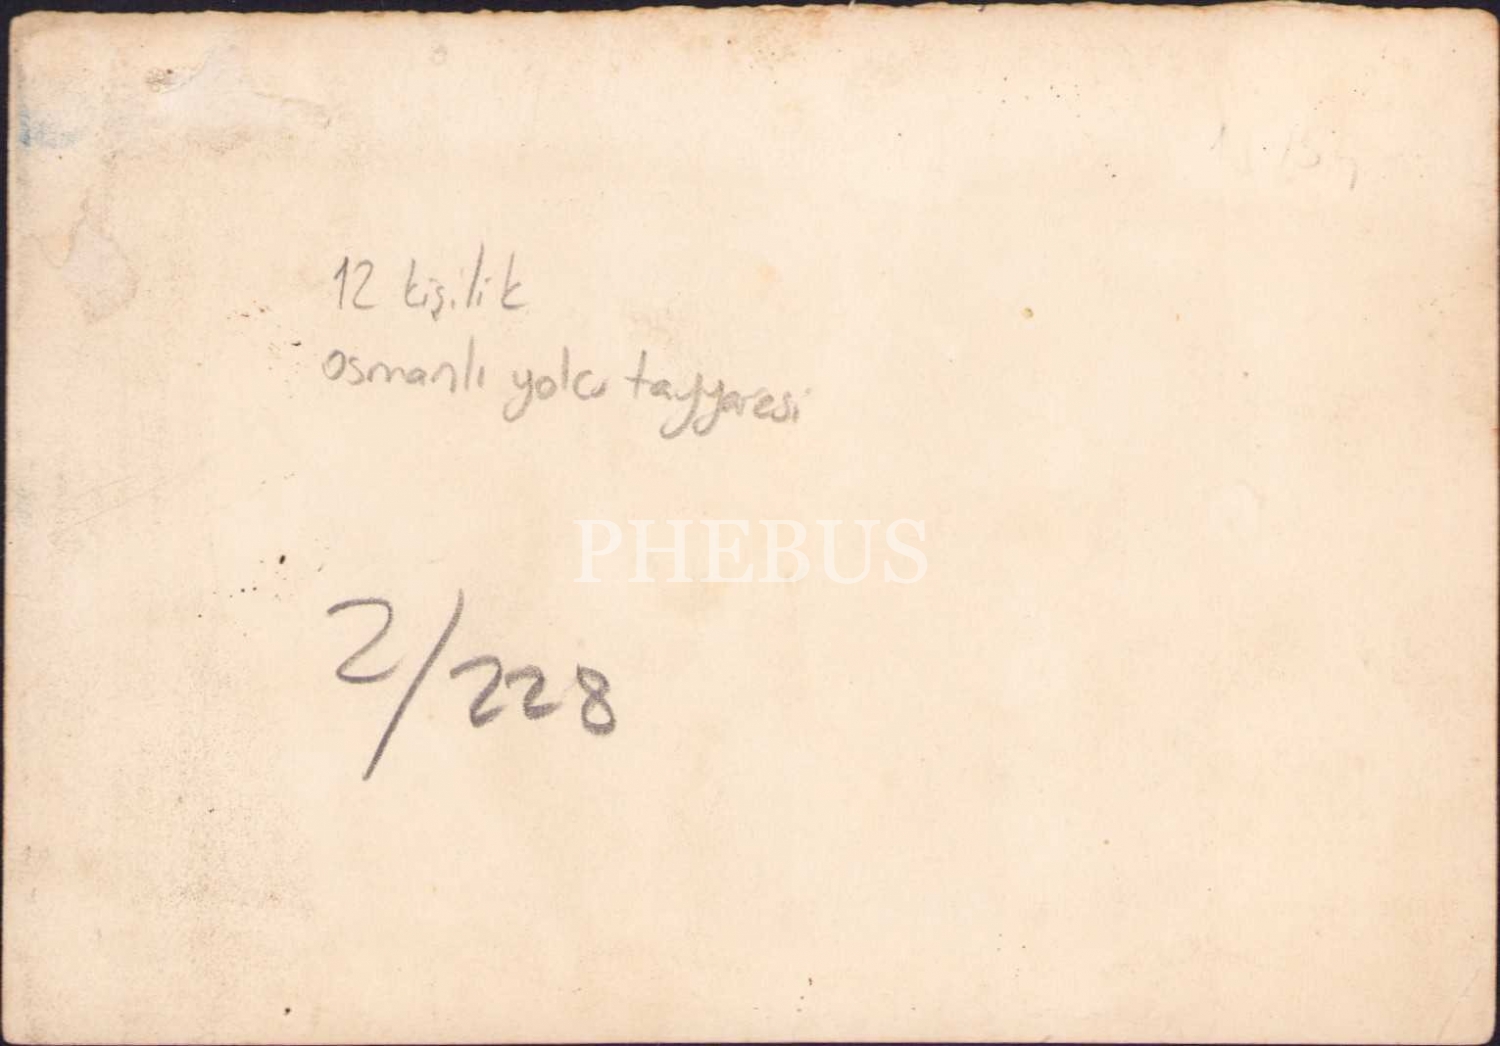 12 kişilik
osmanlı yolcu tayyaresi
PHEBUS
2/228